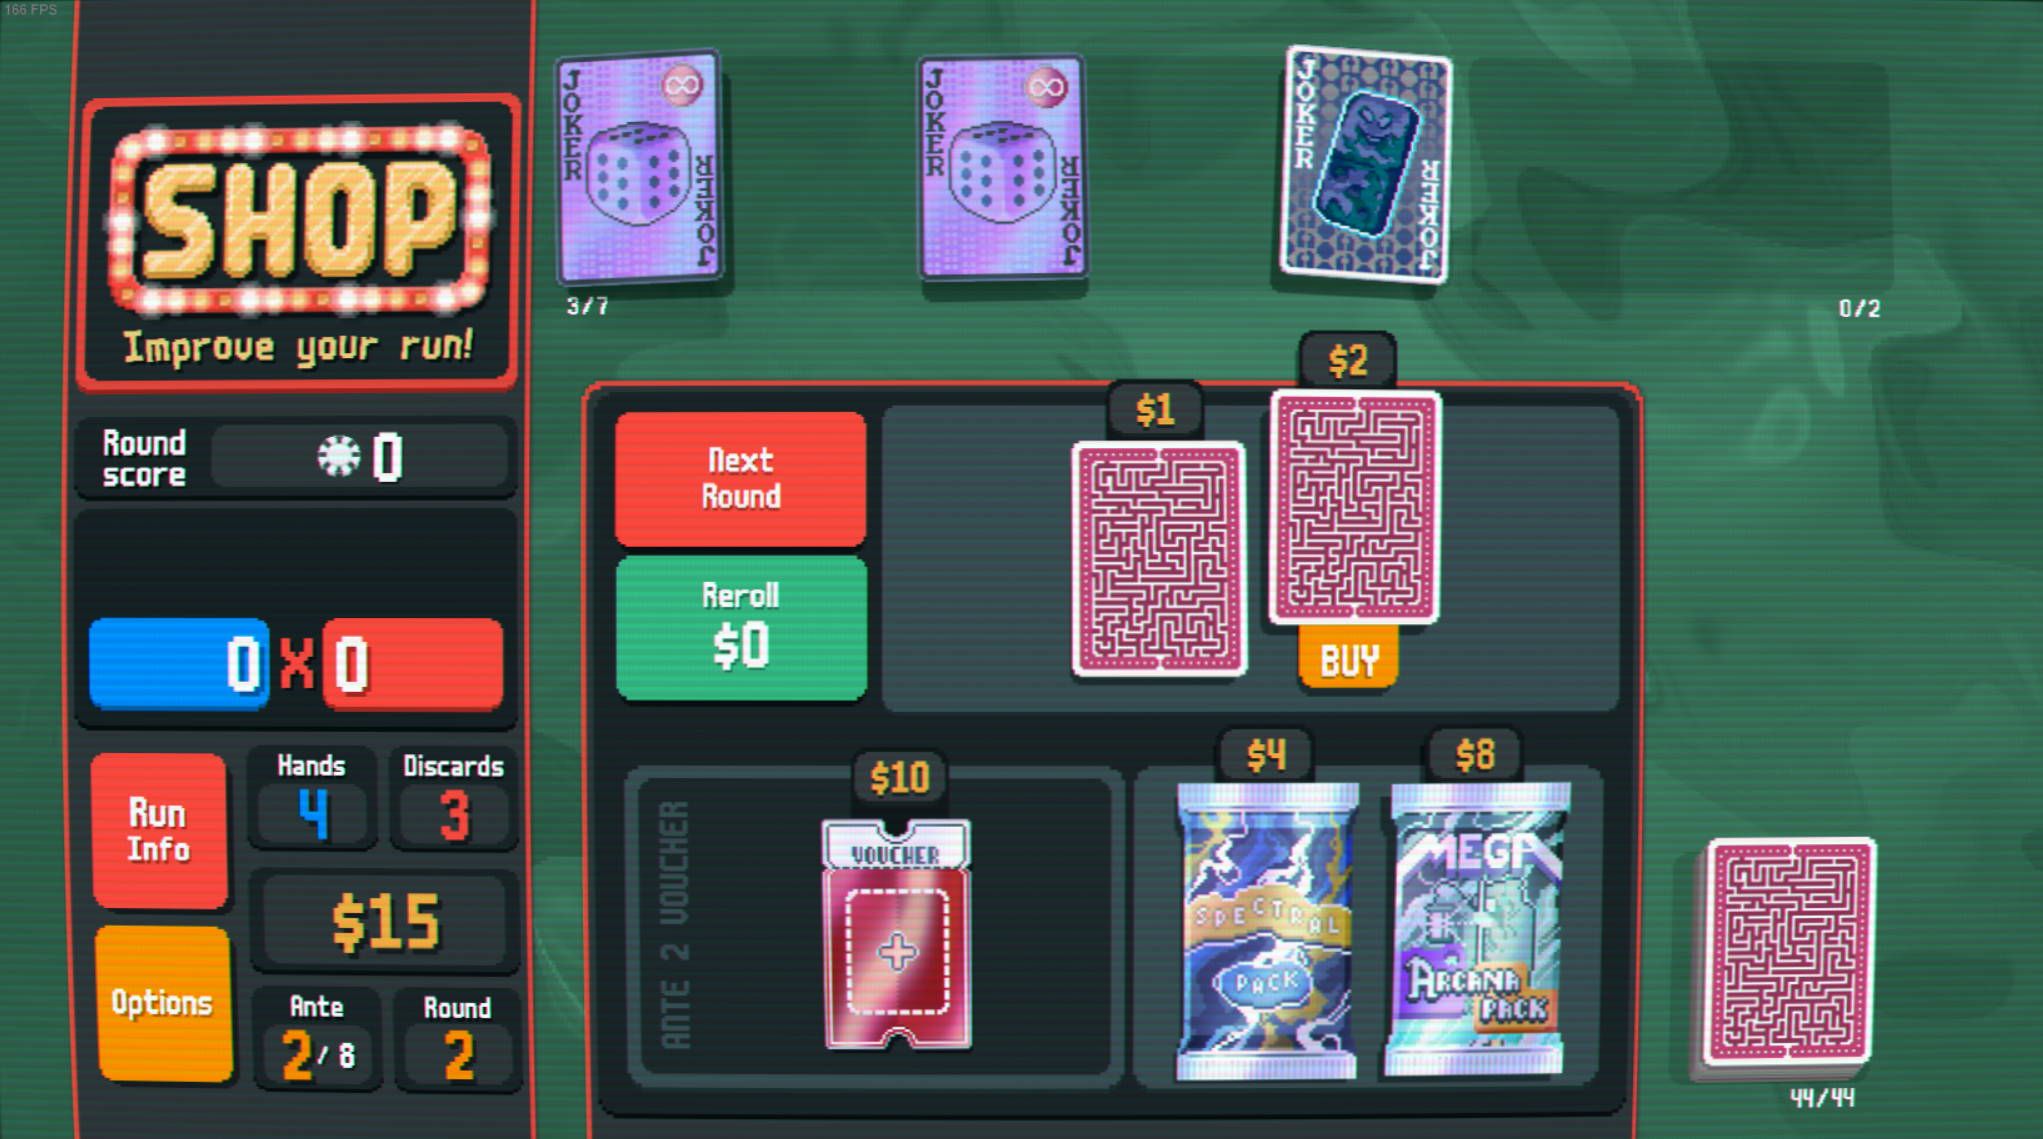 166 FPS
JOKER
JOKER
JOKER
JOKER
JOKER
JOKER
3/7
0/2
SHOP
Improve your run!
Round
score
0
0 X 0
Run
Info
Hands
4
Discards
3
$15
Options
Ante
2/8
Round
2
Next
Round
Reroll
$0
$1
$2
BUY
ANTE 2 VOUCHER
$10
VOUCHER
$4
SPECTRAL
PACK
$8
MEGA
ARCANA
PACK
44/44